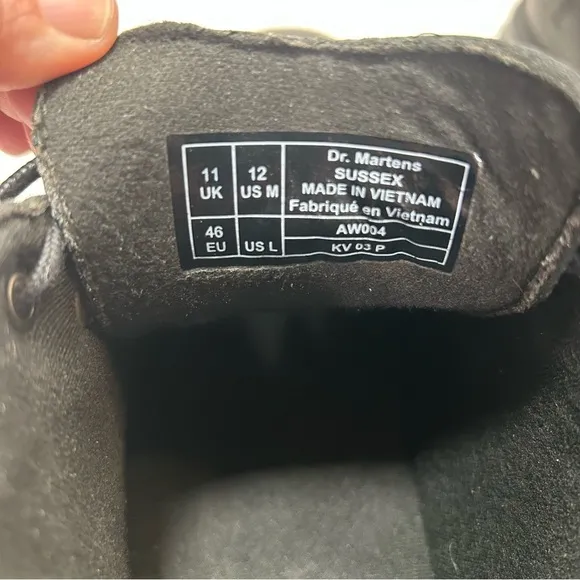 11
UK
12
US M
46
EU
US L
Dr. Martens
SUSSEX
MADE IN VIETNAM
Fabriqué en Vietnam
AW004
KV 03 P